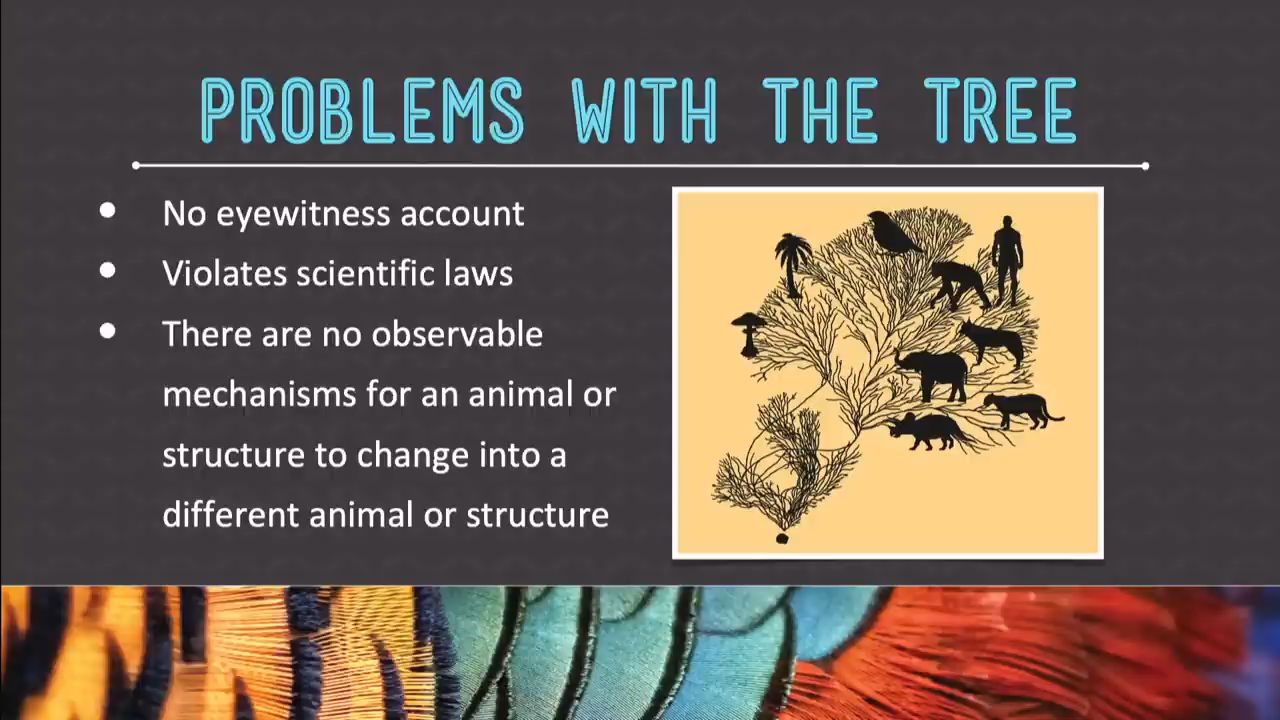 PROBLEMS WITH THE TREE
• No eyewitness account
• Violates scientific laws
• There are no observable
mechanisms for an animal or
structure to change into a
different animal or structure